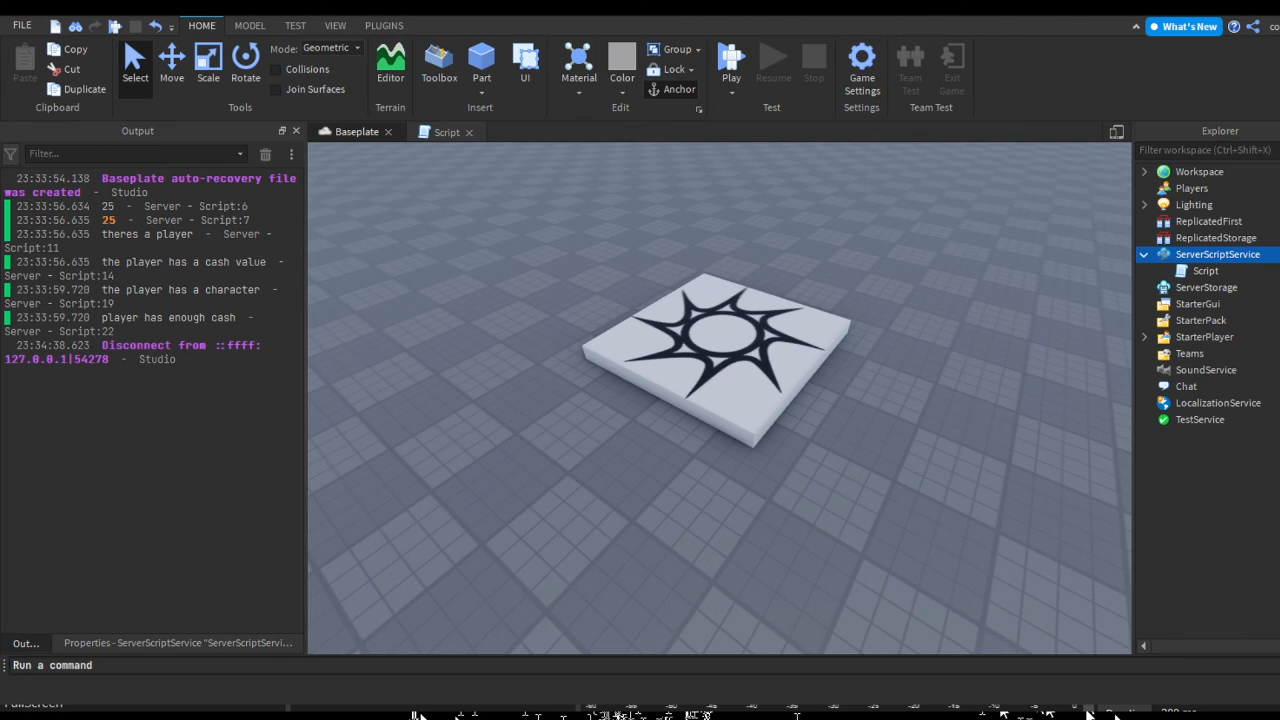 FILE HOME MODEL TEST VIEW PLUGINS What's New co
Copy Mode: Geometric Group
Cut Collisions Lock
Paste Duplicate Select Move Scale Rotate Join Surfaces Editor Toolbox Part UI Material Color Anchor Play Resume Stop Game Settings Team Test Exit Game
Clipboard Tools Terrain Insert Edit Test Settings Team Test
Output Baseplate Script Explorer
Filter... Filter workspace (Ctrl+Shift+X)
23:33:54.138 Baseplate auto-recovery file
was created - Studio
23:33:56.634 25 - Server - Script:6
23:33:56.635 25 - Server - Script:7
23:33:56.635 theres a player - Server -
Script:11
23:33:56.635 the player has a cash value -
Server - Script:14
23:33:59.720 the player has a character -
Server - Script:19
23:33:59.720 player has enough cash -
Server - Script:22
23:34:38.623 Disconnect from ::ffff:
127.0.0.1|54278 - Studio
Workspace
Players
Lighting
ReplicatedFirst
ReplicatedStorage
ServerScriptService
Script
ServerStorage
StarterGui
StarterPack
StarterPlayer
Teams
SoundService
Chat
LocalizationService
TestService
Out... Properties - ServerScriptService "ServerScriptServi...
Run a command